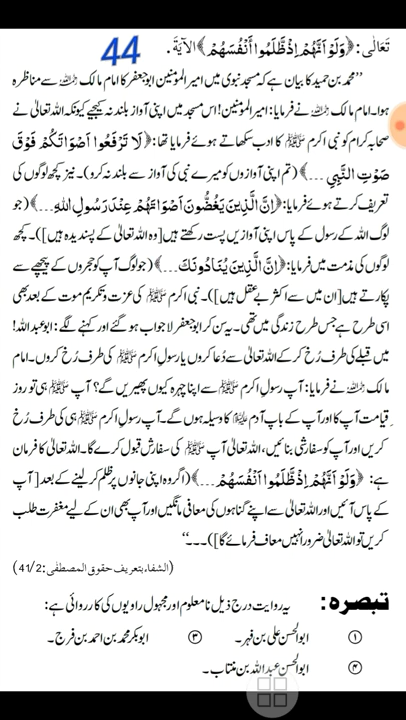 44
تَعَالٰی : ﴿وَلَوْ اَنَّهُمْ اِذْ ظَّلَمُوا اَنْفُسَهُمْ﴾ الآیَةَ .
’’محمد بن حمید کا بیان ہے کہ مسجد نبوی میں امیر المؤمنین ابو جعفر کا امام مالک رحمہ اللہ سے مناظرہ
ہوا۔ امام مالک رحمہ اللہ نے فرمایا: امیر المؤمنین! اس مسجد میں اپنی آواز بلند نہ کیجیے کیونکہ اللہ تعالیٰ نے
صحابہ کرام کو نبی اکرم ﷺ کا ادب سکھاتے ہوئے فرمایا تھا: ﴿لَا تَرْفَعُوا اَصْوَاتَكُمْ فَوْقَ
صَوْتِ النَّبِیِ ...﴾ (تم اپنی آوازوں کو میرے نبی کی آواز سے بلند نہ کرو)۔ نیز کچھ لوگوں کی
تعریف کرتے ہوئے فرمایا: ﴿اِنَّ الَّذِینَ یَغُضُّونَ اَصْوَاتَهُمْ عِنْدَ رَسُولِ اللّٰهِ ...﴾ (جو
لوگ اللہ کے رسول کے پاس اپنی آوازیں پست رکھتے ہیں [وہ اللہ تعالیٰ کے پسندیدہ ہیں])۔ کچھ
لوگوں کی مذمت میں فرمایا: ﴿اِنَّ الَّذِینَ یُنَادُونَكَ ...﴾ (جو لوگ آپ کو حجروں کے پیچھے سے
پکارتے ہیں [ان میں سے اکثر بے عقل ہیں])۔ نبی اکرم ﷺ کی عزت و تکریم موت کے بعد بھی
اسی طرح ہے جس طرح زندگی میں تھی۔ یہ سن کر ابو جعفر لاجواب ہو گئے اور کہنے لگے: ابو عبد اللہ!
میں قبلے کی طرف رُخ کر کے اللہ تعالیٰ سے دُعا کروں یا رسولِ اکرم ﷺ کی طرف رُخ کروں۔ امام
مالک رحمہ اللہ نے فرمایا: آپ رسولِ اکرم ﷺ سے اپنا چہرہ کیوں پھیریں گے؟ آپ ﷺ ہی تو روزِ
قیامت آپ کا اور آپ کے باپ آدم علیہ السلام کا وسیلہ ہوں گے۔ آپ رسولِ اکرم ﷺ ہی کی طرف رُخ
کریں اور آپ کو سفارشی بنائیں، اللہ تعالیٰ آپ ﷺ کی سفارش قبول کرے گا۔ اللہ تعالیٰ کا فرمان
ہے: ﴿وَلَوْ اَنَّهُمْ اِذْ ظَّلَمُوا اَنْفُسَهُمْ ...﴾ (اگر وہ اپنی جانوں پر ظلم کر لینے کے بعد [آپ
کے پاس آئیں اور اللہ تعالیٰ سے اپنے گناہوں کی معافی مانگیں اور آپ بھی ان کے لیے مغفرت طلب
کریں تو اللہ تعالیٰ ضرور انہیں معاف فرمائے گا])۔۔۔‘‘
(الشفاء بتعریف حقوق المصطفٰی: 41/2)
تبصرہ: یہ روایت درج ذیل نامعلوم اور مجہول راویوں کی کارروائی ہے:
① ابو الحسن علی بن فہر۔ ③ ابو بکر محمد بن احمد بن فرج۔
④ ابو الحسن عبد اللہ بن منتاب۔